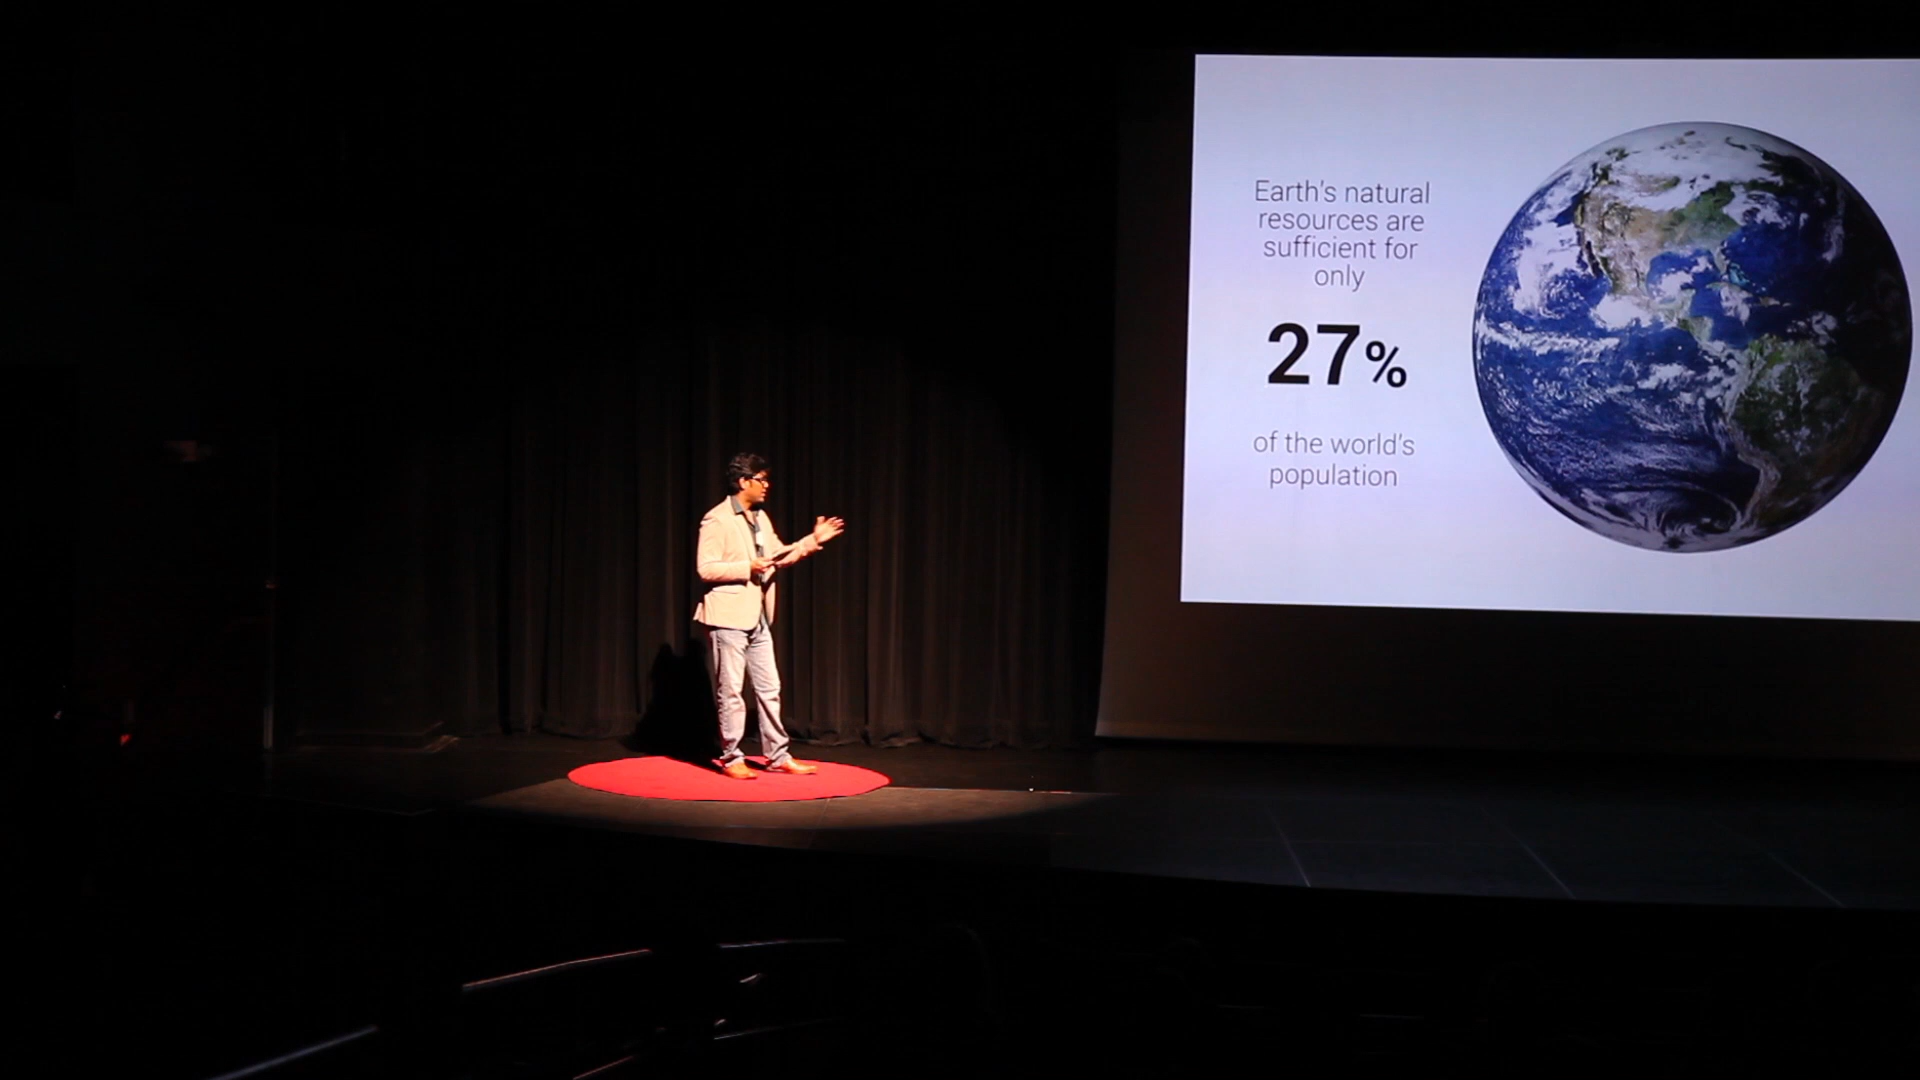 Earth's natural
resources are
sufficient for
only
27%
of the world's
population